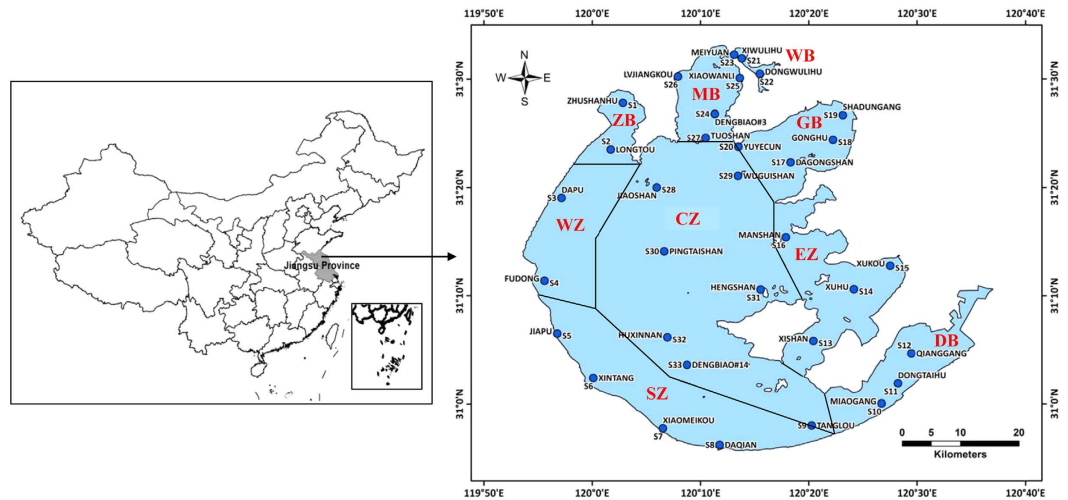 119°50'E 120°0'E 120°10'E 120°20'E 120°30'E 120°40'E
31°30'N
31°20'N
31°10'N
31°0'N
Jiangsu Province
N
W E
S
MEIYUAN
S23
XIWULIHU
S21
WB
DONGWULIHU
S22
LVJIANGKOU
S26
XIAOWANLI
S25
MB
S24
DENGBIAO#3
S27
TUOSHAN
ZHUSHANHU
S1
ZB
S2
LONGTOU
SHADUNGANG
S19
GB
GONGHU
S18
S20
YUYECUN
S17
DAGONGSHAN
S29
WUGUISHAN
DAPU
S3
JIAOSHAN
S28
WZ
CZ
MANSHAN
S16
EZ
S30
PINGTAISHAN
XUKOU
S15
FUDONG
S4
HENGSHAN
S31
XUHU
S14
JIAPU
S5
HUXINNAN
S32
XISHAN
S13
DB
S12
QIANGGANG
S33
DENGBIAO#14
DONGTAIHU
S11
S6
XINTANG
SZ
MIAOGANG
S10
XIAOMEIKOU
S7
S9
TANGLOU
S8
DAQIAN
0 5 10 20
Kilometers
31°30'N
31°20'N
31°10'N
31°0'N
119°50'E 120°0'E 120°10'E 120°20'E 120°30'E 120°40'E